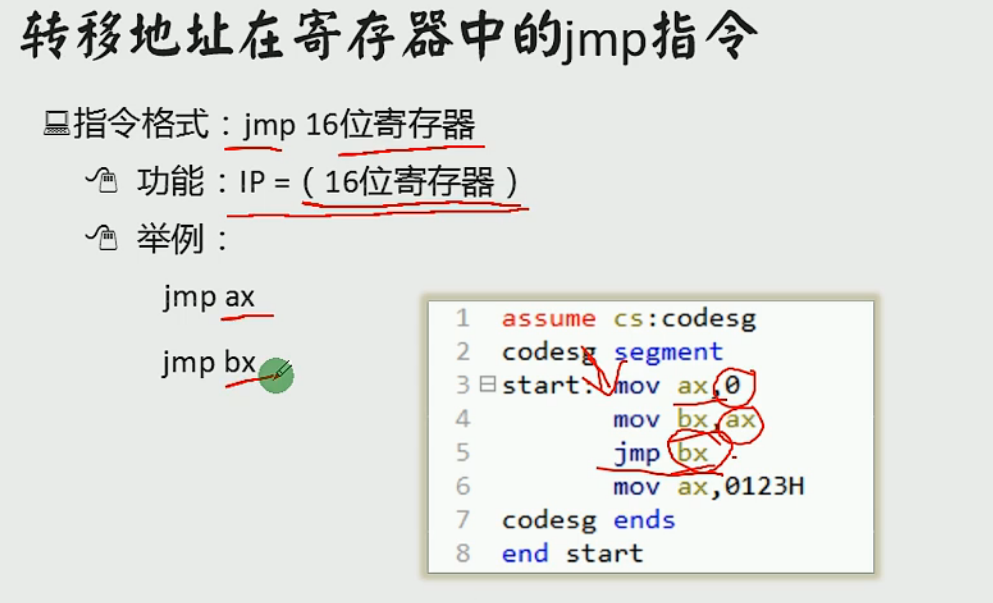 转移地址在寄存器中的jmp指令
指令格式：jmp 16位寄存器
功能：IP =（16位寄存器）
举例：
jmp ax
jmp bx
1 assume cs:codesg
2 codesg segment
3 start: mov ax,0
4 mov bx,ax
5 jmp bx
6 mov ax,0123H
7 codesg ends
8 end start